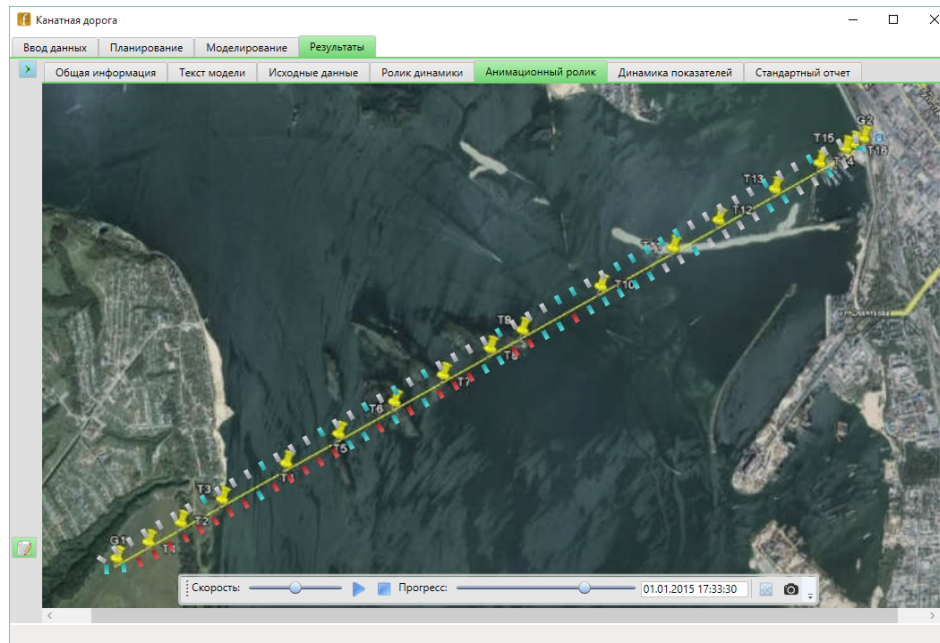 Канатная дорога
Ввод данных Планирование Моделирование Результаты
Общая информация Текст модели Исходные данные Ролик динамики Анимационный ролик Динамика показателей Стандартный отчет
G2
T15
T16
T14
T13
T12
T10
T9
T8
T7
T6
T5
T4
T3
T2
G1
T1
Скорость: Прогресс: 01.01.2015 17:33:30